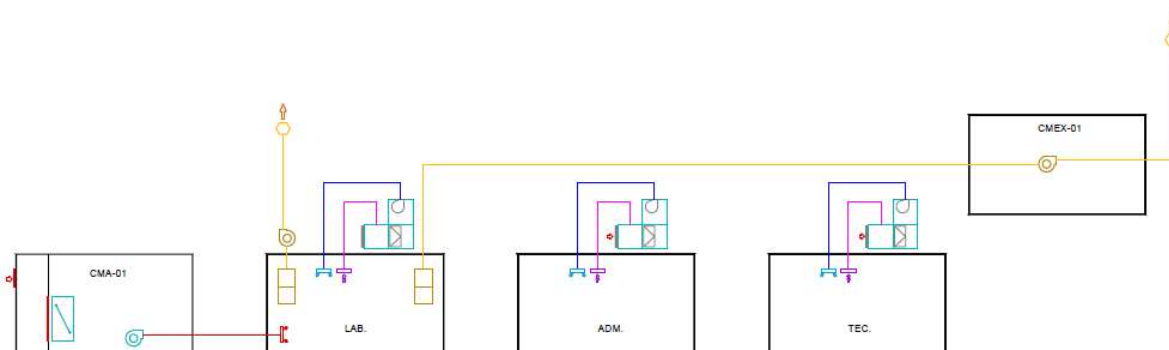 CMEX-01
CMA-01
LAB.
ADM.
TEC.